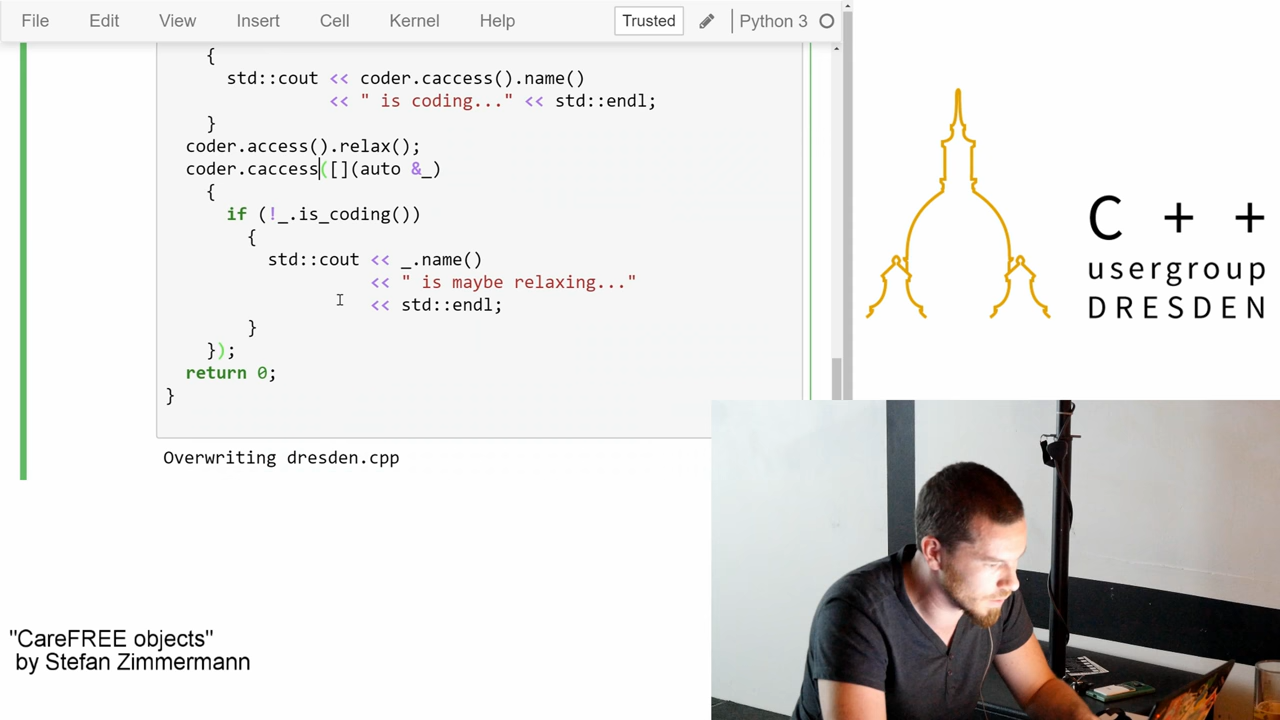 File Edit View Insert Cell Kernel Help Trusted Python 3
{
std::cout << coder.caccess().name()
<< " is coding..." << std::endl;
}
coder.access().relax();
coder.caccess([](auto &_)
{
if (!_.is_coding())
{
std::cout << _.name()
<< " is maybe relaxing..."
<< std::endl;
}
});
return 0;
}
Overwriting dresden.cpp
C + +
usergroup
DRESDEN
"CareFREE objects"
by Stefan Zimmermann